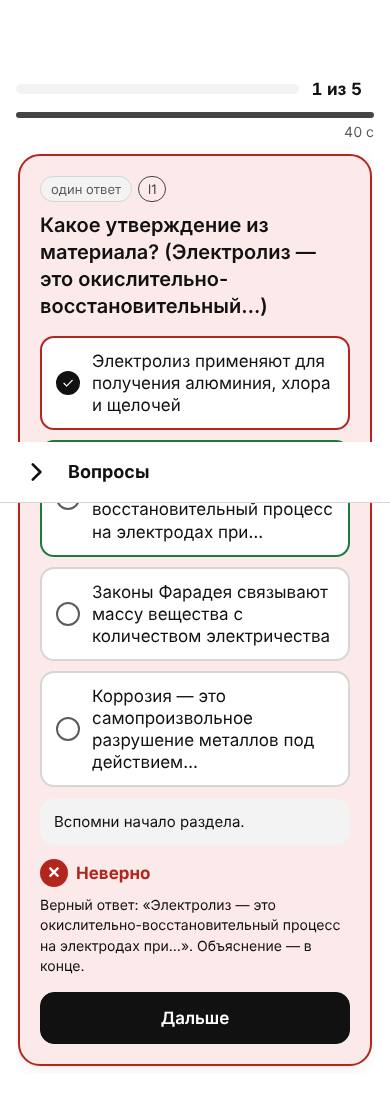 1 из 5
40 с
один ответ
l1
Какое утверждение из
материала? (Электролиз —
это окислительно-
восстановительный…)
Электролиз применяют для
получения алюминия, хлора
и щелочей
Вопросы
восстановительный процесс
на электродах при…
Законы Фарадея связывают
массу вещества с
количеством электричества
Коррозия — это
самопроизвольное
разрушение металлов под
действием…
Вспомни начало раздела.
Неверно
Верный ответ: «Электролиз — это
окислительно-восстановительный процесс
на электродах при…». Объяснение — в
конце.
Дальше